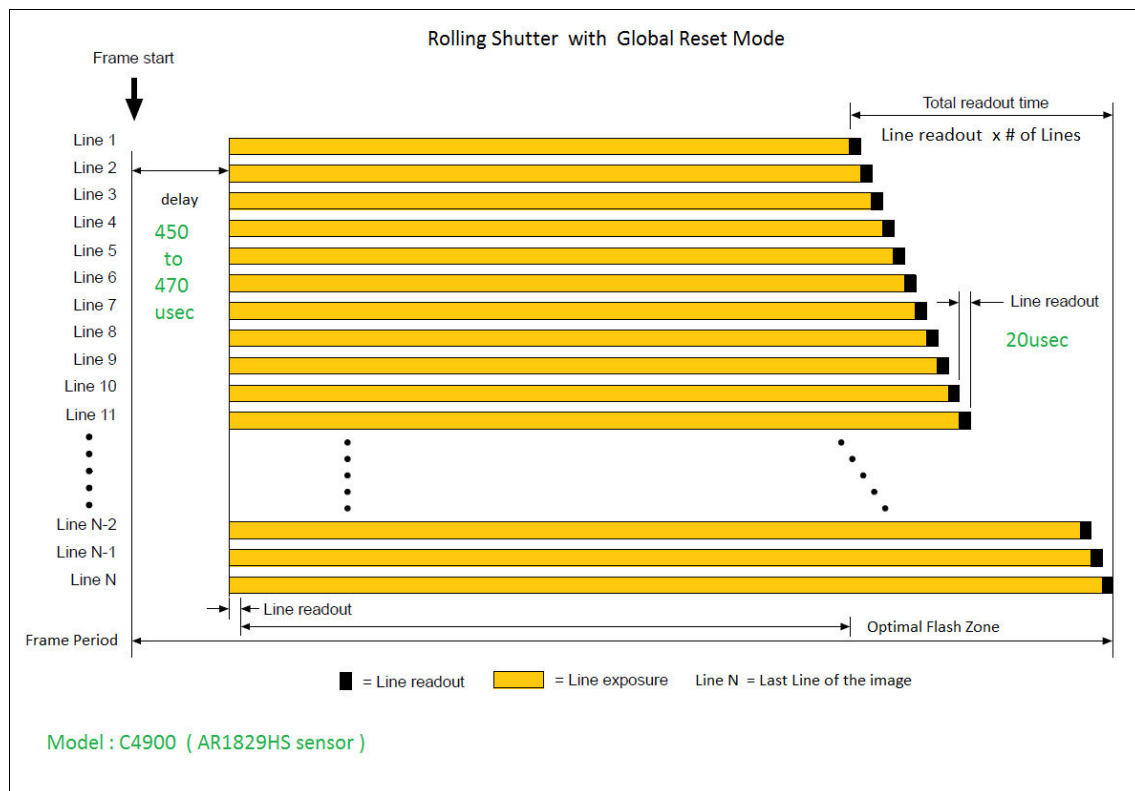 Rolling Shutter with Global Reset Mode
Frame start
Total readout time
Line readout x # of Lines
Line 1
Line 2
Line 3
Line 4
Line 5
Line 6
Line 7
Line 8
Line 9
Line 10
Line 11
delay
450
to
470
usec
Line readout
20usec
Line N-2
Line N-1
Line N
Line readout
Optimal Flash Zone
Frame Period
= Line readout
= Line exposure
Line N = Last Line of the image
Model : C4900 ( AR1829HS sensor )